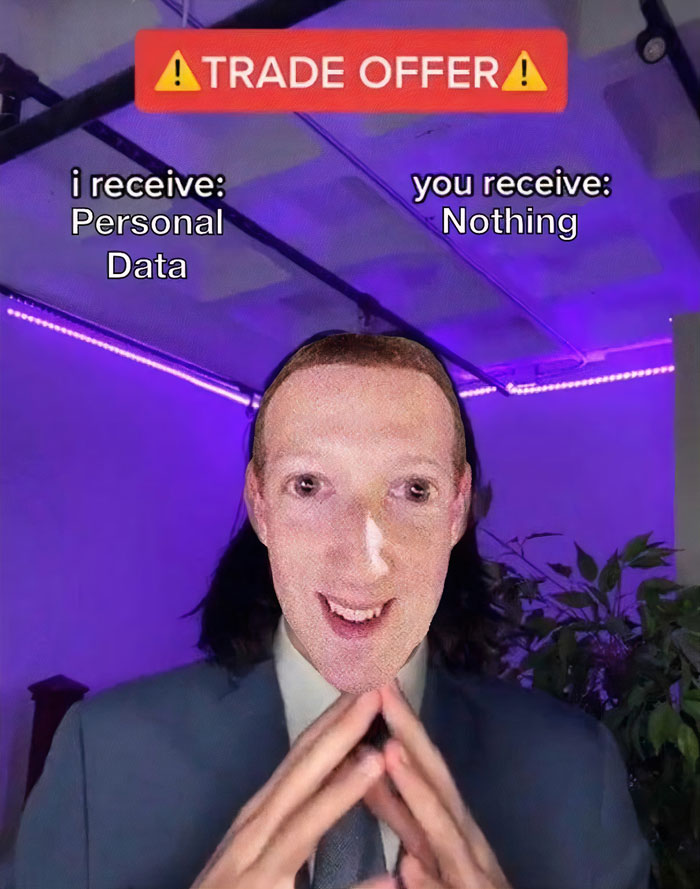 ⚠️TRADE OFFER⚠️
i receive:
Personal
Data
you receive:
Nothing